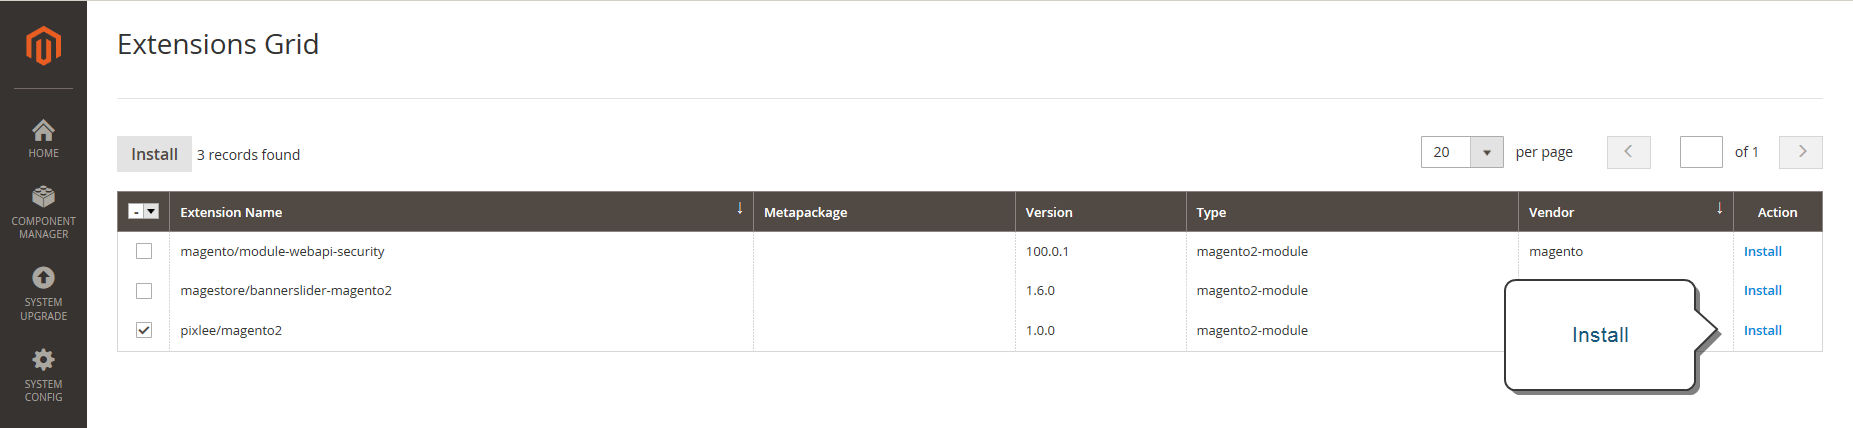 Extensions Grid
HOME
COMPONENT
MANAGER
SYSTEM
UPGRADE
SYSTEM
CONFIG
Install 3 records found
20 per page of 1
- Extension Name Metapackage Version Type Vendor Action
magento/module-webapi-security 100.0.1 magento2-module magento Install
magestore/bannerslider-magento2 1.6.0 magento2-module Install
pixlee/magento2 1.0.0 magento2-module Install
Install